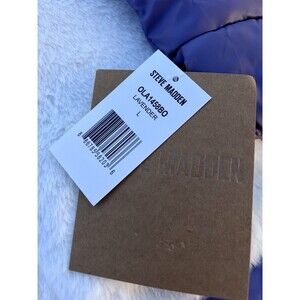 STEVE MADDEN
OLA1458BO
LAVENDER
L
MADDEN